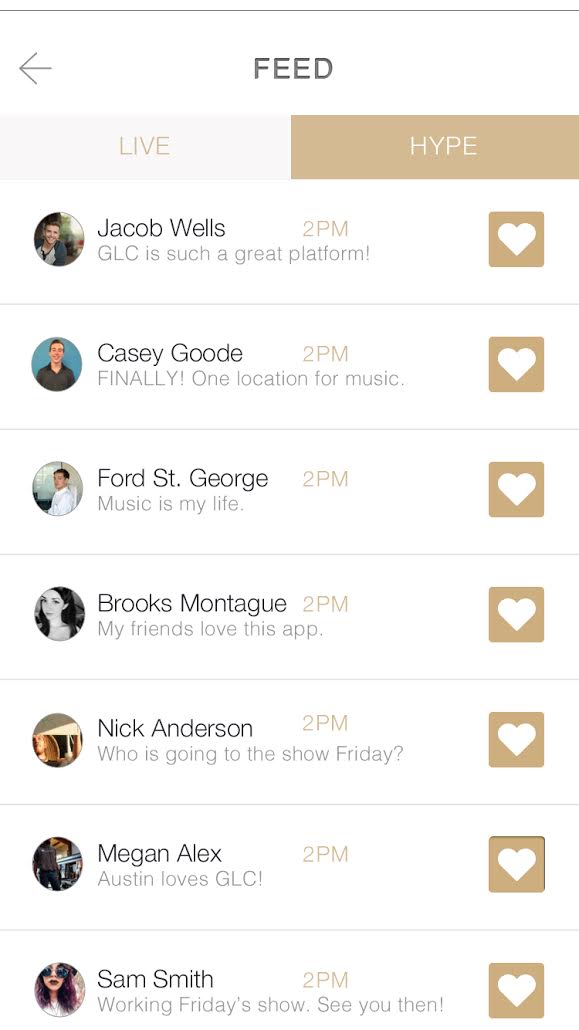 FEED
LIVE HYPE
Jacob Wells 2PM
GLC is such a great platform!
Casey Goode 2PM
FINALLY! One location for music.
Ford St. George 2PM
Music is my life.
Brooks Montague 2PM
My friends love this app.
Nick Anderson 2PM
Who is going to the show Friday?
Megan Alex 2PM
Austin loves GLC!
Sam Smith 2PM
Working Friday's show. See you then!